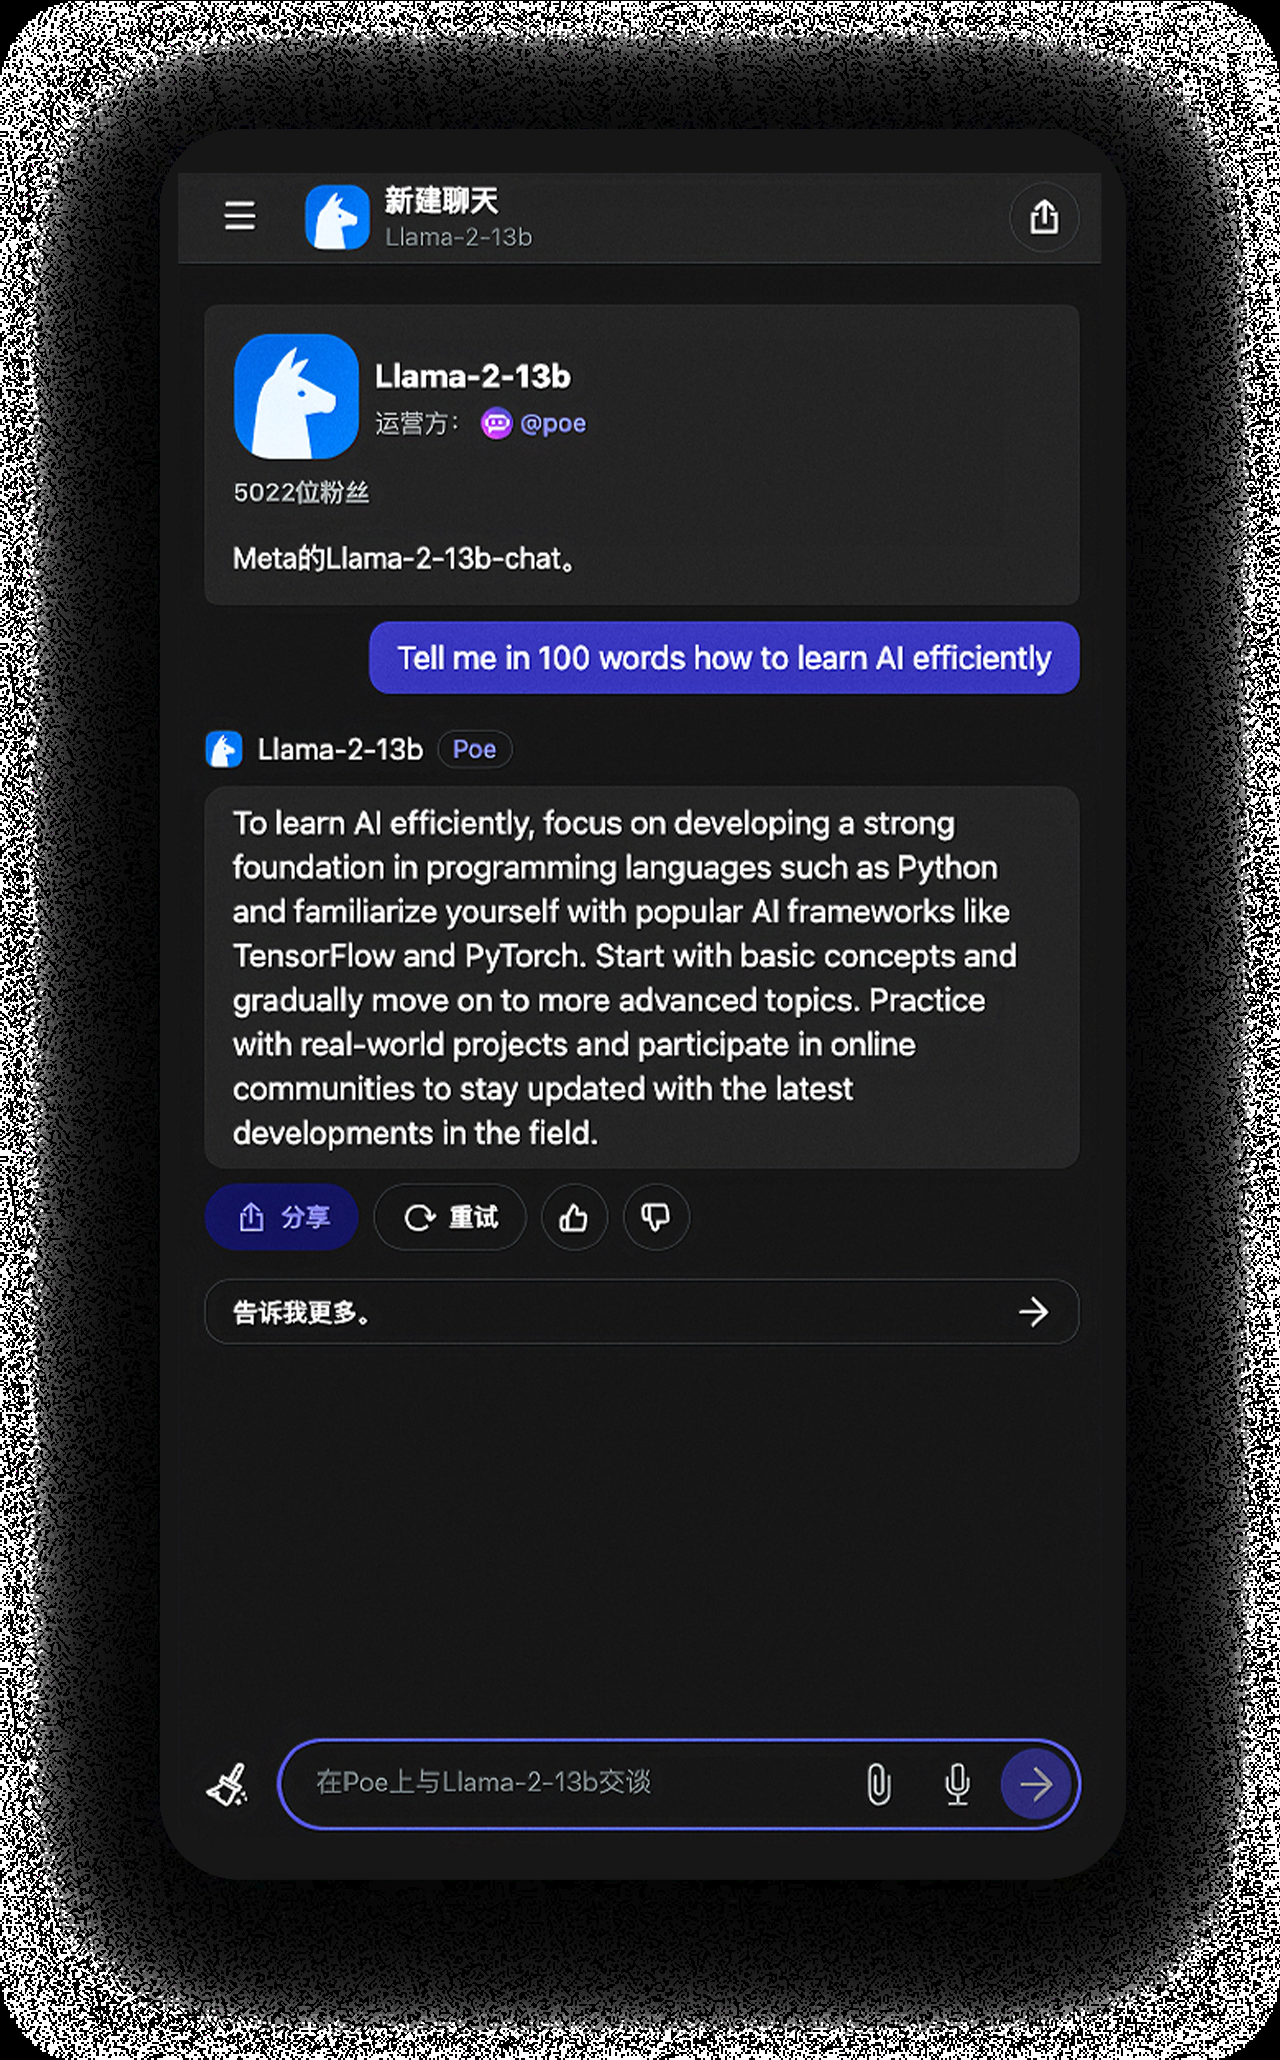 新建聊天
Llama-2-13b
Llama-2-13b
运营方： @poe
5022位粉丝
Meta的Llama-2-13b-chat。
Tell me in 100 words how to learn AI efficiently
Llama-2-13b Poe
To learn AI efficiently, focus on developing a strong
foundation in programming languages such as Python
and familiarize yourself with popular AI frameworks like
TensorFlow and PyTorch. Start with basic concepts and
gradually move on to more advanced topics. Practice
with real-world projects and participate in online
communities to stay updated with the latest
developments in the field.
分享 重试
告诉我更多。
在Poe上与Llama-2-13b交谈